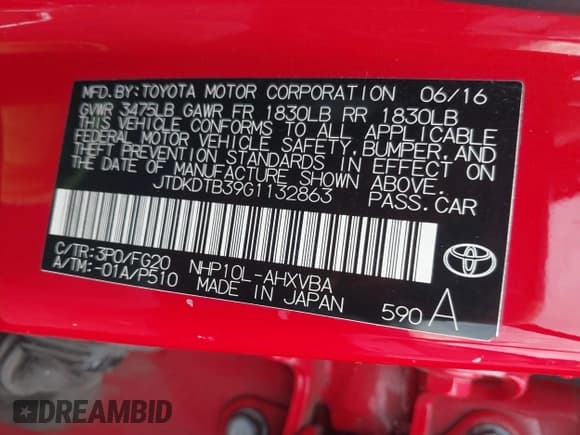 MFD.BY:TOYOTA MOTOR CORPORATION 06/16
GVWR 3475LB GAWR FR 1830LB RR 1830LB
THIS VEHICLE CONFORMS TO ALL APPLICABLE
FEDERAL MOTOR VEHICLE SAFETY,BUMPER,AND
THEFT PREVENTION STANDARDS IN EFFECT ON
THE DATE OF MANUFACTURE SHOWN ABOVE.
JTDKDTB39G1132863 PASS.CAR
C/TR:3P0/FG20 NHP10L-AHXVBA
A/TM:-01A/P510 MADE IN JAPAN 590 A
DREAMBID